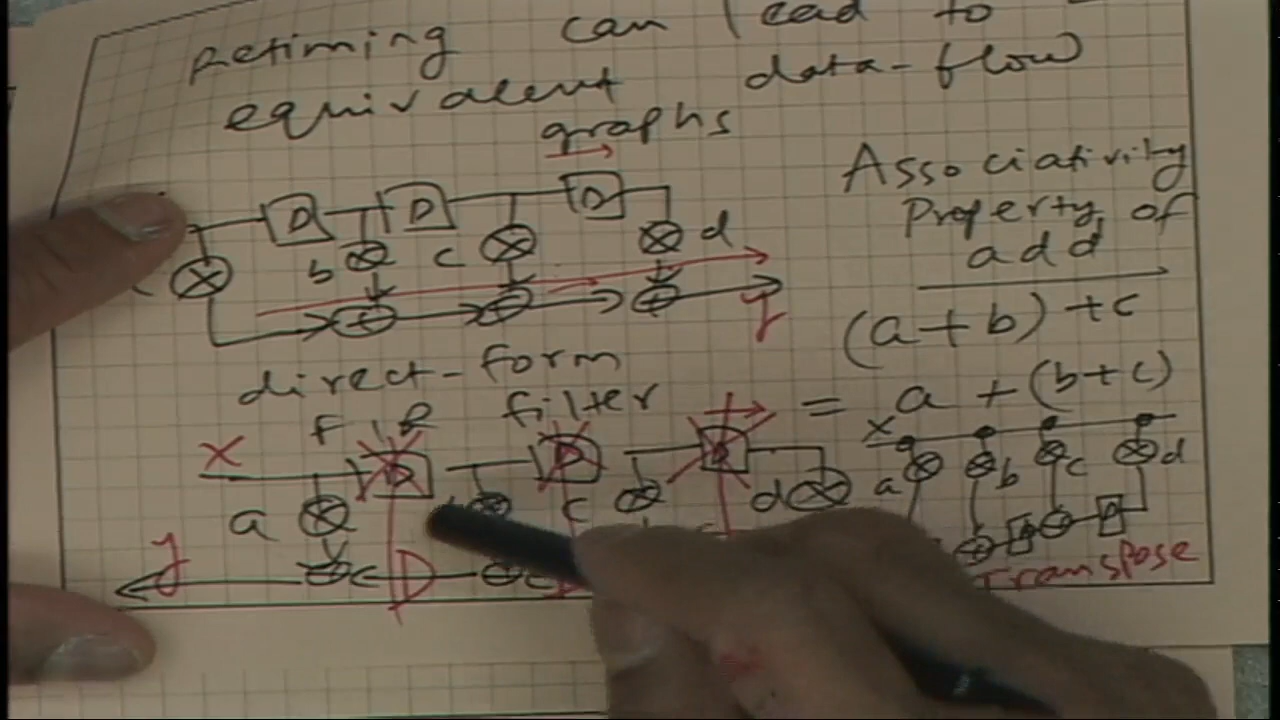 Retiming can lead to
equivalent data-flow
graphs
Associativity
Property of
add
(a+b)+c
= a+(b+c)
D D D
b c d
y
direct-form
FIR filter
x D D D
a c d
y D
x
a b c d
D D
Transpose